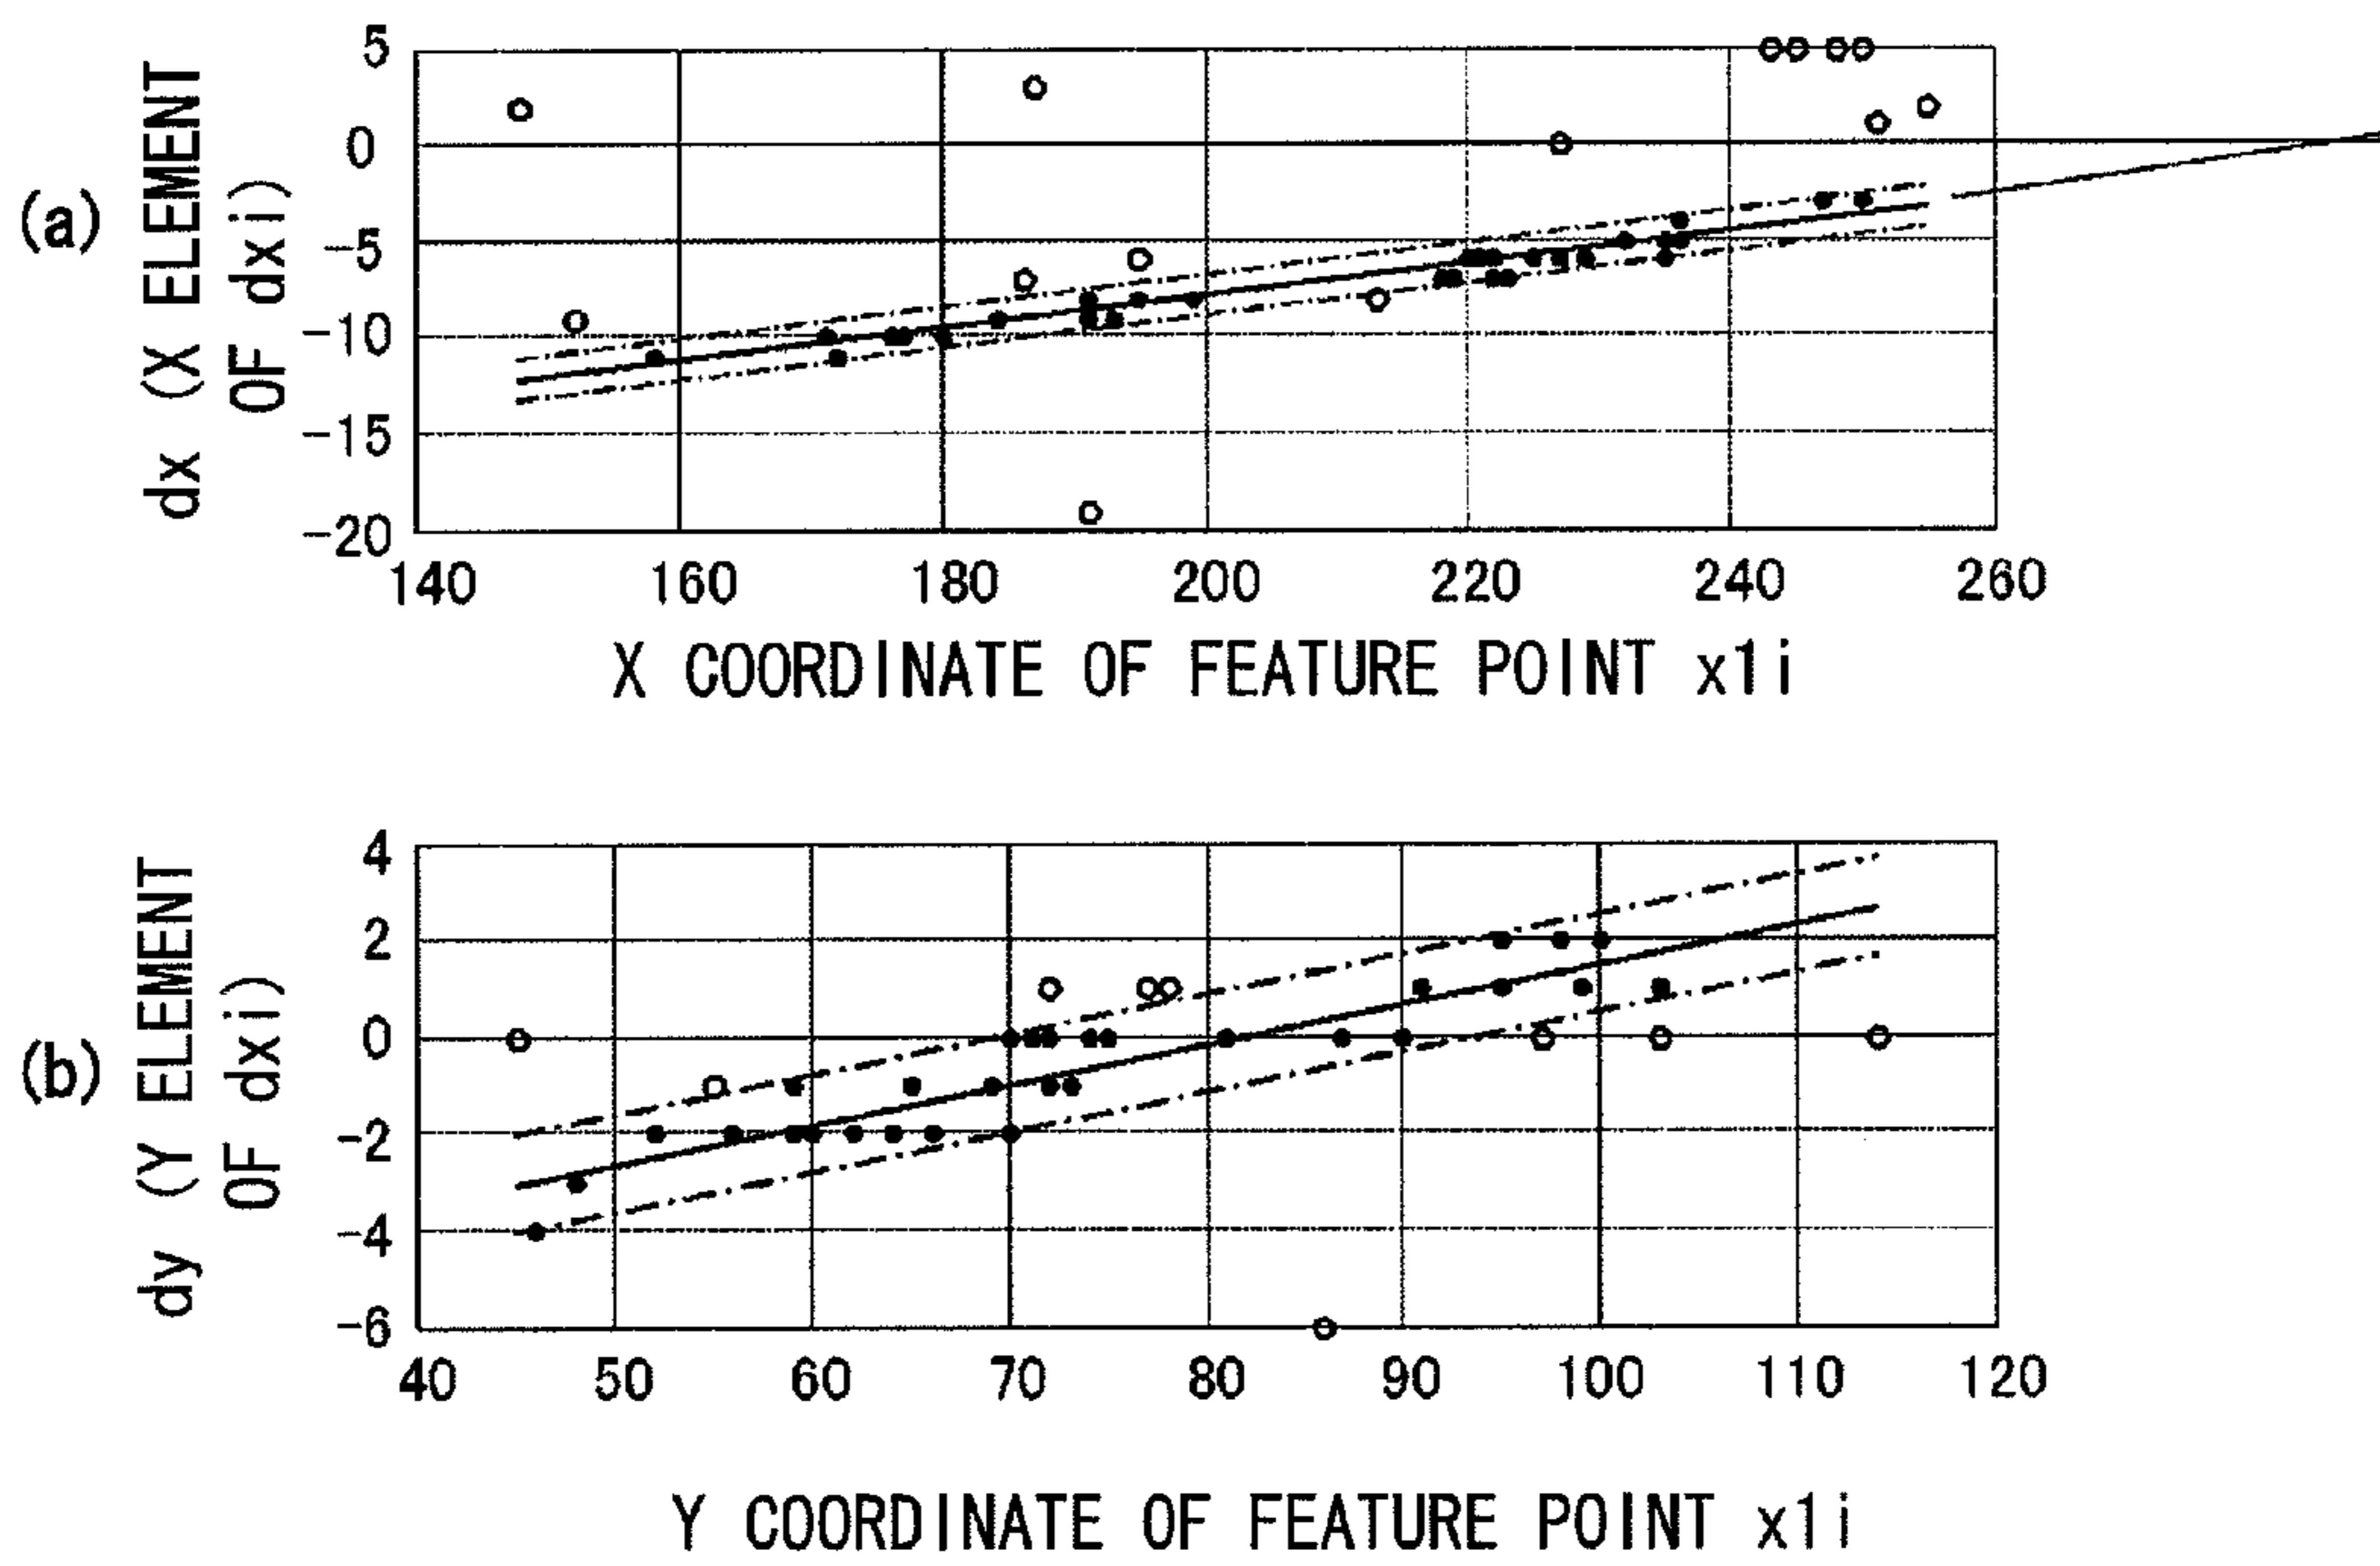 (a)
dx (X ELEMENT
OF dxi)
5
0
-5
-10
-15
-20
140 160 180 200 220 240 260
X COORDINATE OF FEATURE POINT x1i
(b)
dy (Y ELEMENT
OF dxi)
4
2
0
-2
-4
-6
40 50 60 70 80 90 100 110 120
Y COORDINATE OF FEATURE POINT x1i